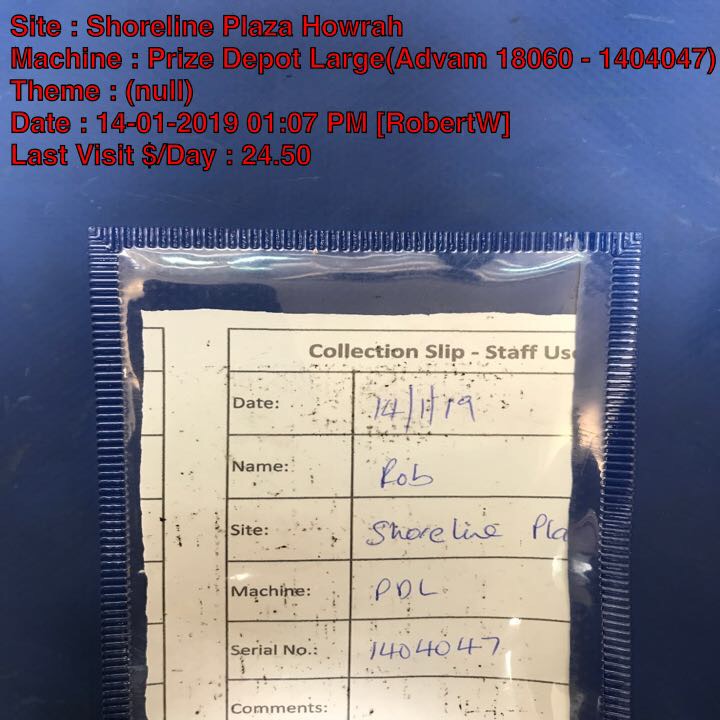 Site : Shoreline Plaza Howrah
Machine : Prize Depot Large(Advam 18060 - 1404047)
Theme : (null)
Date : 14-01-2019 01:07 PM [RobertW]
Last Visit $/Day : 24.50
Collection Slip - Staff Us
Date: 14/1/19
Name: Rob
Site: Shoreline Pla
Machine: PDL
Serial No.: 1404047
Comments: